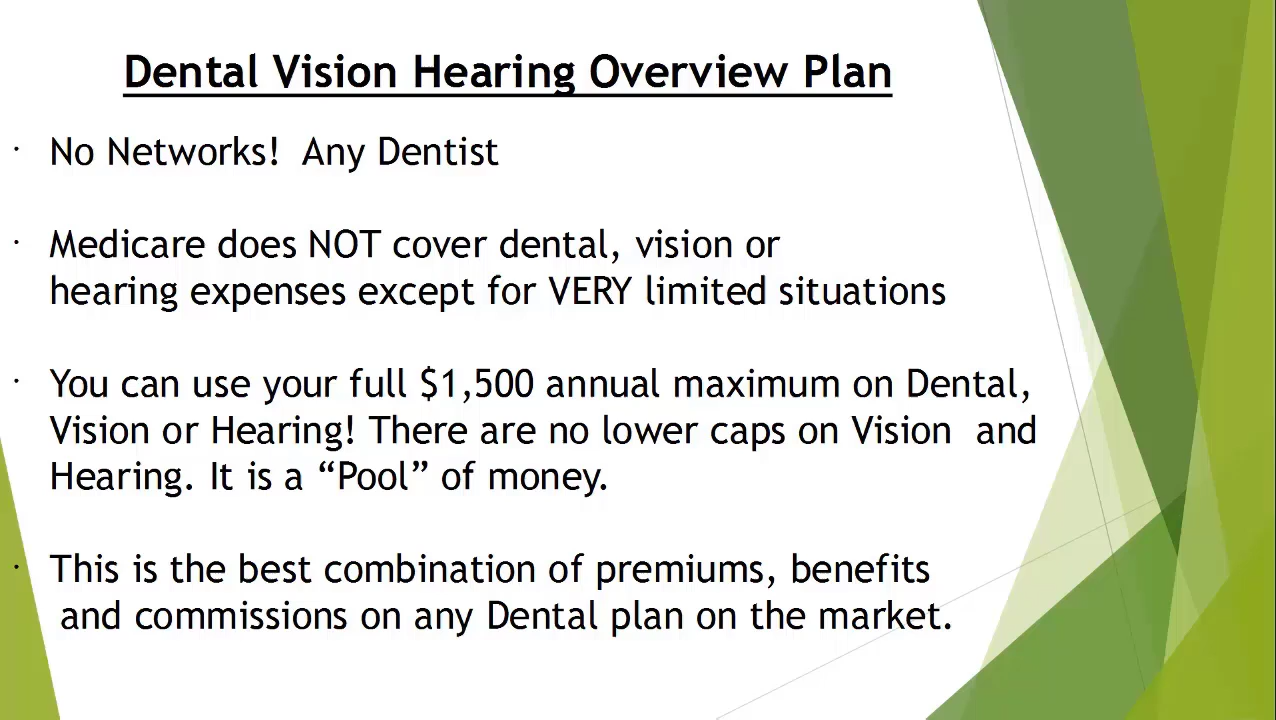 Dental Vision Hearing Overview Plan
· No Networks!  Any Dentist
· Medicare does NOT cover dental, vision or
hearing expenses except for VERY limited situations
· You can use your full $1,500 annual maximum on Dental,
Vision or Hearing! There are no lower caps on Vision  and
Hearing. It is a “Pool” of money.
· This is the best combination of premiums, benefits
and commissions on any Dental plan on the market.